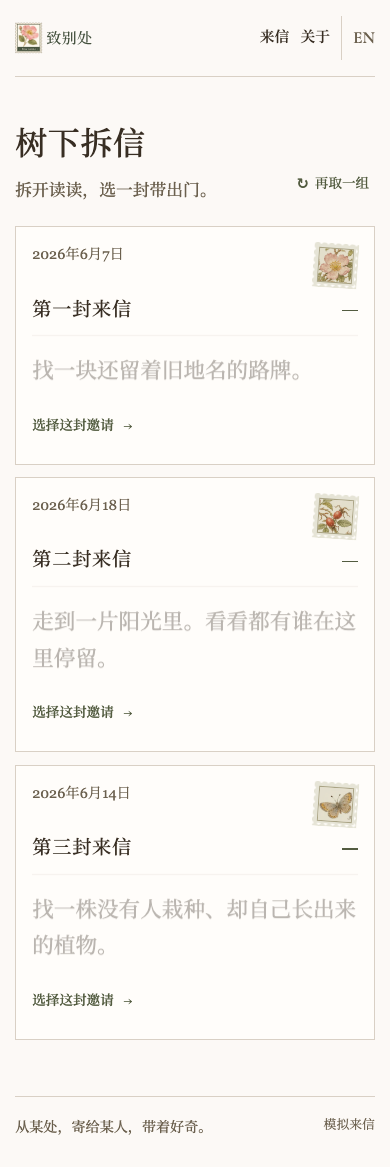 致别处
来信 关于 EN
树下拆信
拆开读读，选一封带出门。
↻ 再取一组
2026年6月7日
第一封来信 —
找一块还留着旧地名的路牌。
选择这封邀请 →
2026年6月18日
第二封来信 —
走到一片阳光里。看看都有谁在这
里停留。
选择这封邀请 →
2026年6月14日
第三封来信 —
找一株没有人栽种、却自己长出来
的植物。
选择这封邀请 →
从某处，寄给某人，带着好奇。
模拟来信